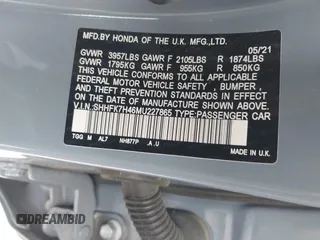 MFD. BY HONDA OF THE U.K. MFG., LTD. 05/21
GVWR 3957LBS GAWR F 2105LBS R 1874LBS
GVWR 1795KG GAWR F 955KG R 850KG
THIS VEHICLE CONFORMS TO ALL APPLICABLE
FEDERAL MOTOR VEHICLE SAFETY , BUMPER ,
AND THEFT PREVENTION STANDARDS IN EFFECT
ON THE DATE OF MANUFACTURE SHOWN ABOVE.
V.I.N.: SHHFK7H46MU227865 TYPE:PASSENGER CAR
TGG M AL7 NH877P .A.U
MADE IN U.K.
© DREAMBID